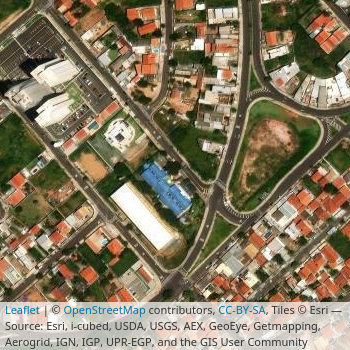 Leaflet | © OpenStreetMap contributors, CC-BY-SA, Tiles © Esri —
Source: Esri, i-cubed, USDA, USGS, AEX, GeoEye, Getmapping,
Aerogrid, IGN, IGP, UPR-EGP, and the GIS User Community